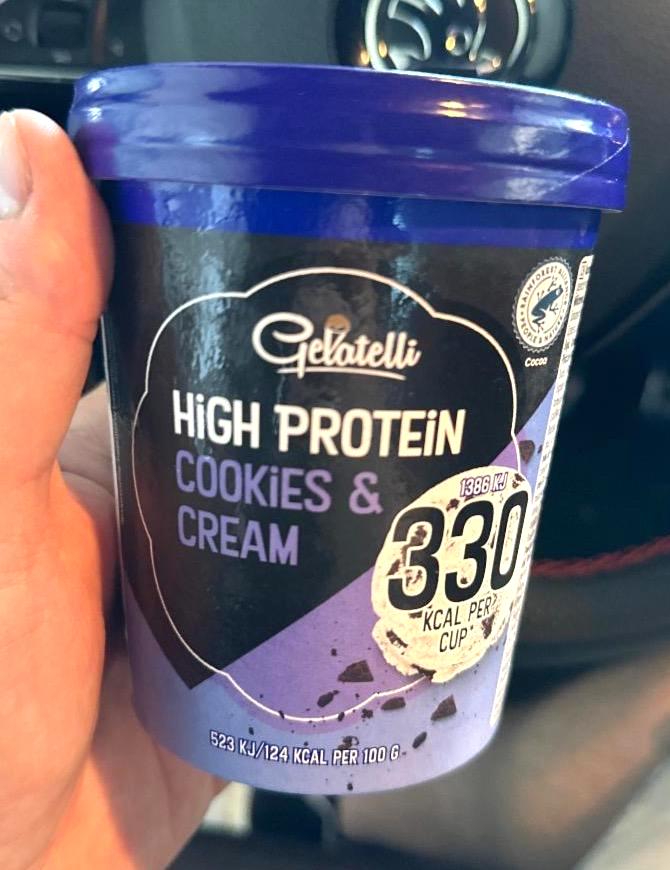 Gelatelli
HiGH PROTEiN
COOKiES &
CREAM
1386 KJ
330
KCAL PER
CUP*
523 KJ/124 KCAL PER 100 G
Cocoa